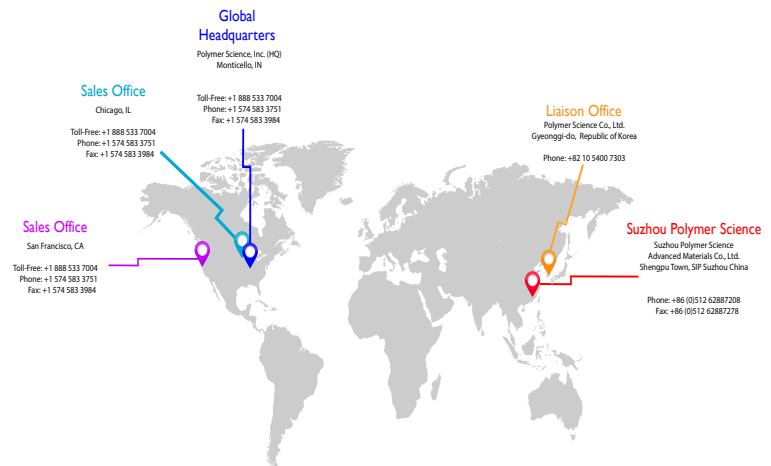 Global
Headquarters
Polymer Science, Inc. (HQ)
Monticello, IN
Toll-Free: +1 888 533 7004
Phone: +1 574 583 3751
Fax: +1 574 583 3984
Sales Office
Chicago, IL
Toll-Free: +1 888 533 7004
Phone: +1 574 583 3751
Fax: +1 574 583 3984
Liaison Office
Polymer Science Co., Ltd.
Gyeonggi-do, Republic of Korea
Phone: +82 10 5400 7303
Sales Office
San Francisco, CA
Toll-Free: +1 888 533 7004
Phone: +1 574 583 3751
Fax: +1 574 583 3984
Suzhou Polymer Science
Suzhou Polymer Science
Advanced Materials Co., Ltd.
Shengpu Town, SIP Suzhou China
Phone: +86 (0)512 62887208
Fax: +86 (0)512 62887278